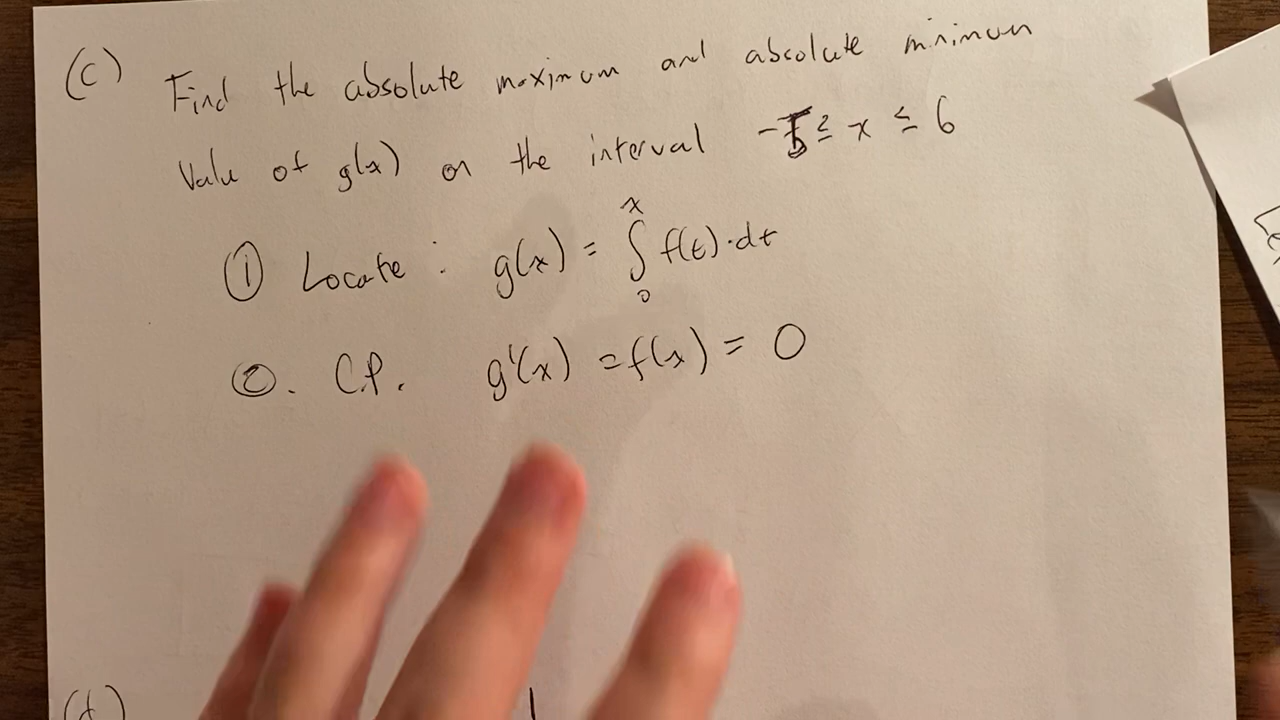 (c) Find the absolute maximum and absolute minimum
Value of g(x) on the interval -5 ≤ x ≤ 6
① Locate : g(x) = ∫₀ˣ f(t)·dt
②. C.P. g'(x) = f(x) = 0
(d)